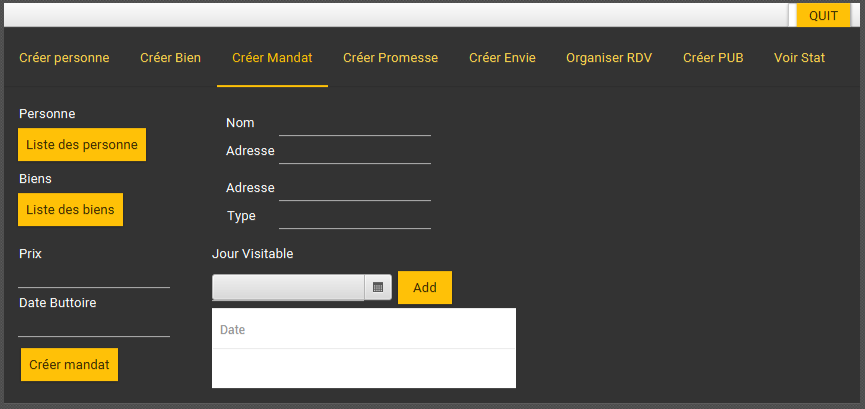 QUIT
Créer personne Créer Bien Créer Mandat Créer Promesse Créer Envie Organiser RDV Créer PUB Voir Stat
Personne
Liste des personne
Nom
Adresse
Biens
Liste des biens
Adresse
Type
Prix
Jour Visitable
Add
Date Buttoire
Date
Créer mandat